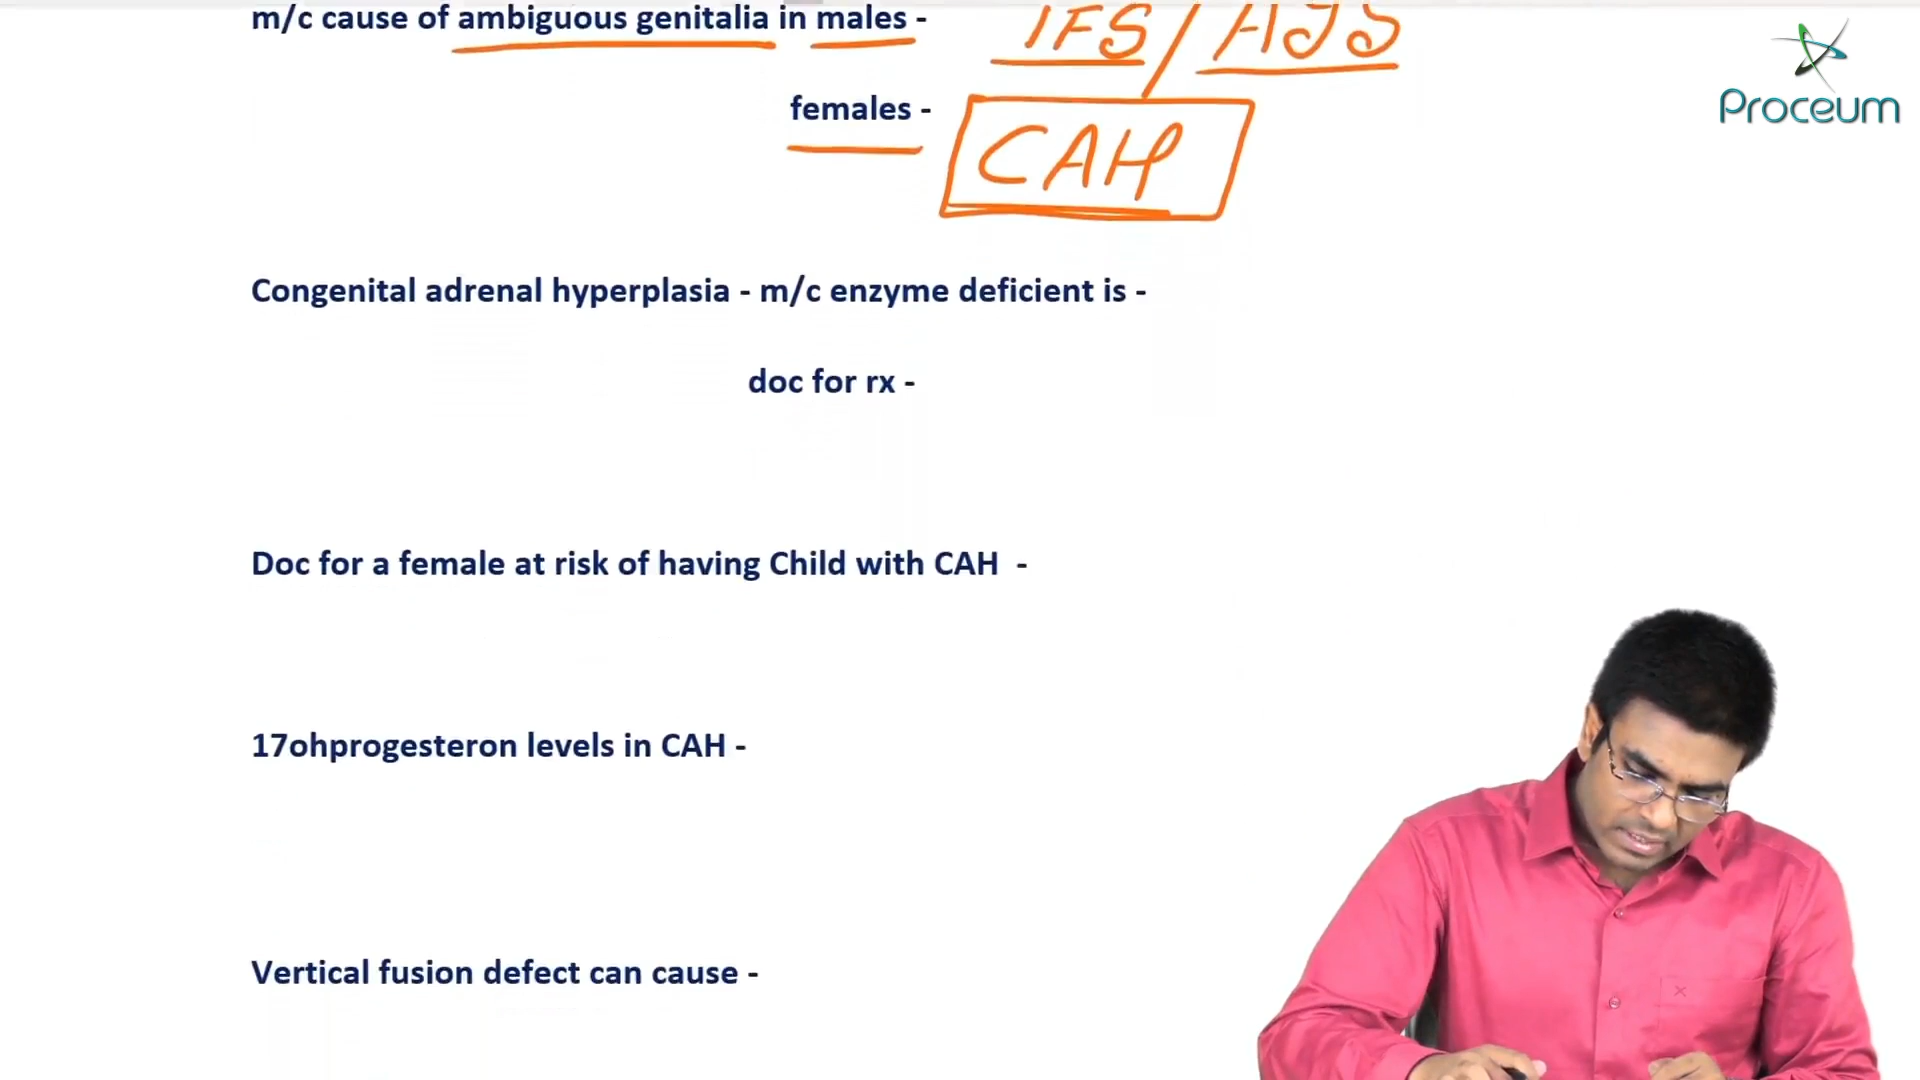 m/c cause of ambiguous genitalia in males - TFS / AIS
Proceum
females - CAH
Congenital adrenal hyperplasia - m/c enzyme deficient is -
doc for rx -
Doc for a female at risk of having Child with CAH -
17ohprogesteron levels in CAH -
Vertical fusion defect can cause -